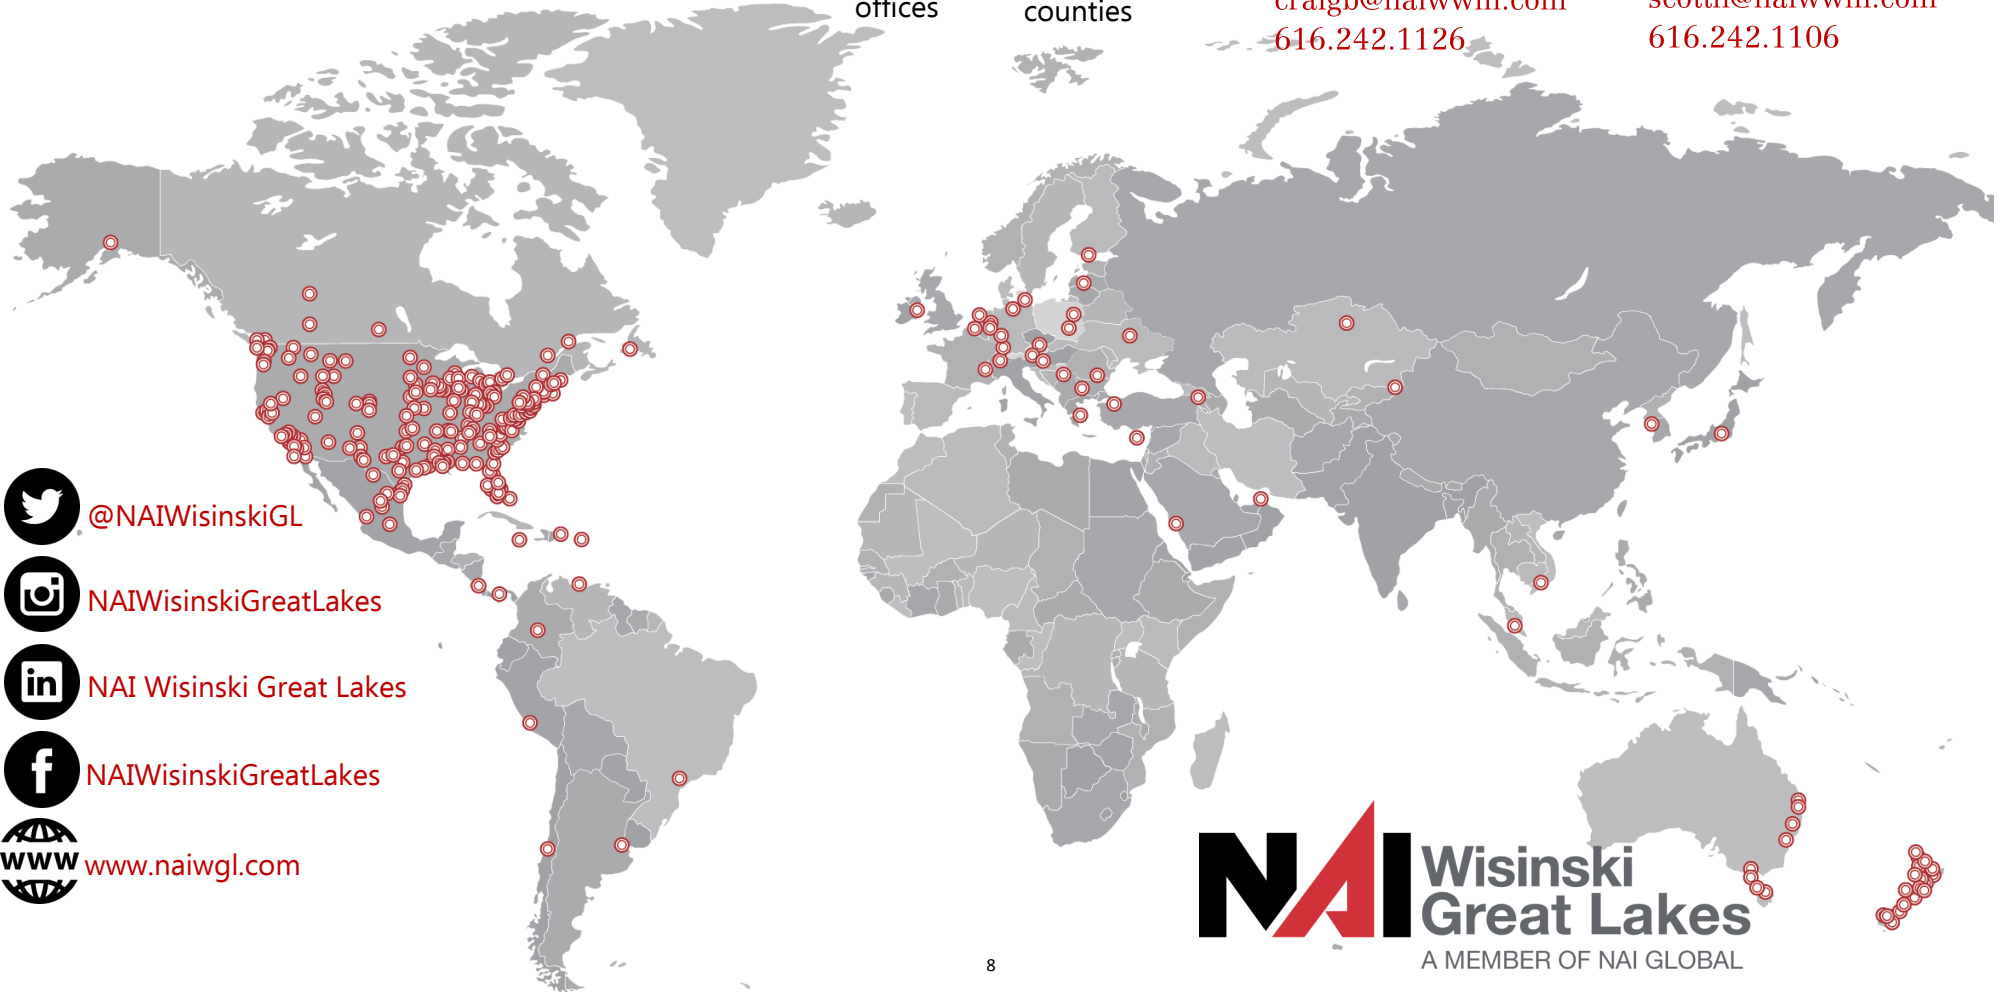 offices
counties
616.242.1126
616.242.1106
@NAIWisinskiGL
NAIWisinskiGreatLakes
in NAI Wisinski Great Lakes
f NAIWisinskiGreatLakes
www www.naiwgl.com
NAI Wisinski
Great Lakes
A MEMBER OF NAI GLOBAL
8